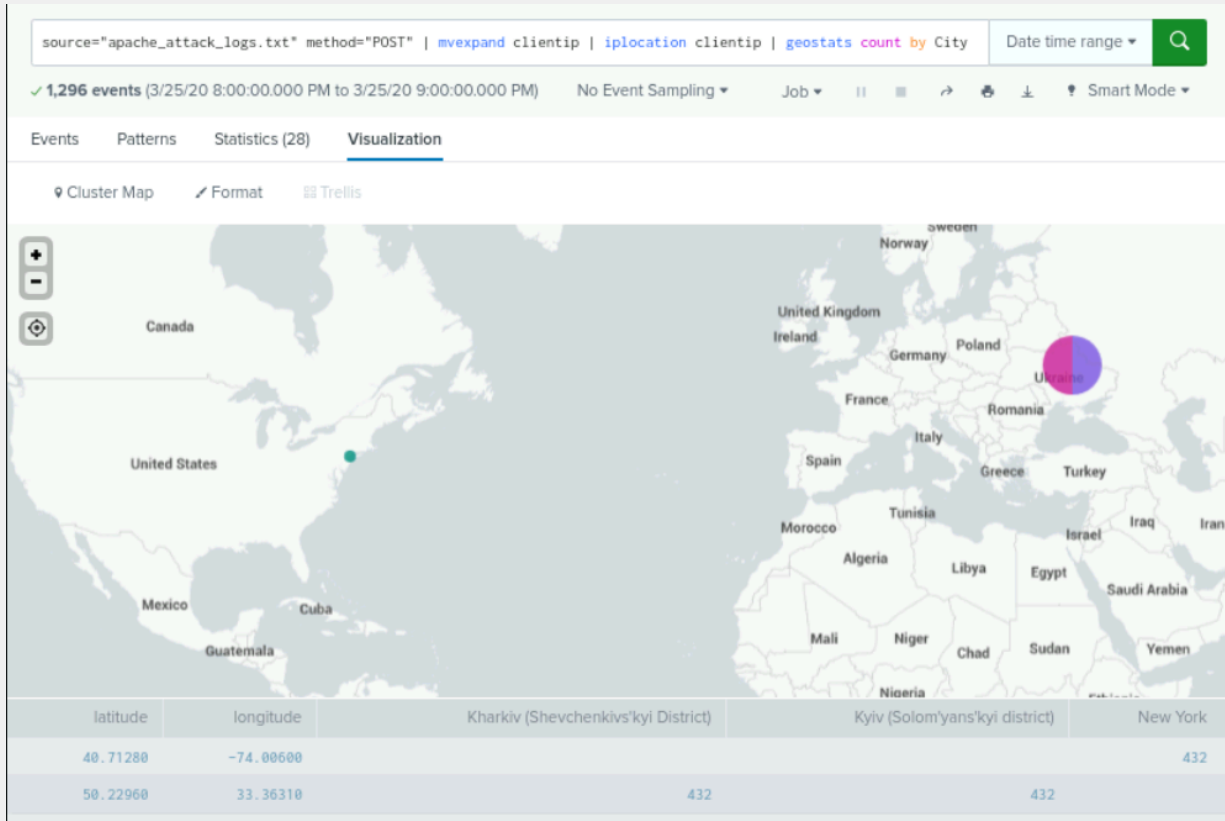 source="apache_attack_logs.txt" method="POST" | mvexpand clientip | iplocation clientip | geostats count by City
Date time range
1,296 events (3/25/20 8:00:00.000 PM to 3/25/20 9:00:00.000 PM) No Event Sampling Job Smart Mode
Events Patterns Statistics (28) Visualization
Cluster Map Format Trellis
+
-
Sweden
Norway
United Kingdom
Canada
Ireland
Poland
Germany
Ukraine
France
Romania
Italy
United States
Spain
Greece Turkey
Tunisia
Morocco
Iraq Iran
Israel
Algeria
Libya Egypt
Saudi Arabia
Mexico Cuba
Mali Niger
Guatemala
Chad Sudan Yemen
Nigeria
latitude longitude Kharkiv (Shevchenkivs'kyi District) Kyiv (Solom'yans'kyi district) New York
40.71280 -74.00600 432
50.22960 33.36310 432 432